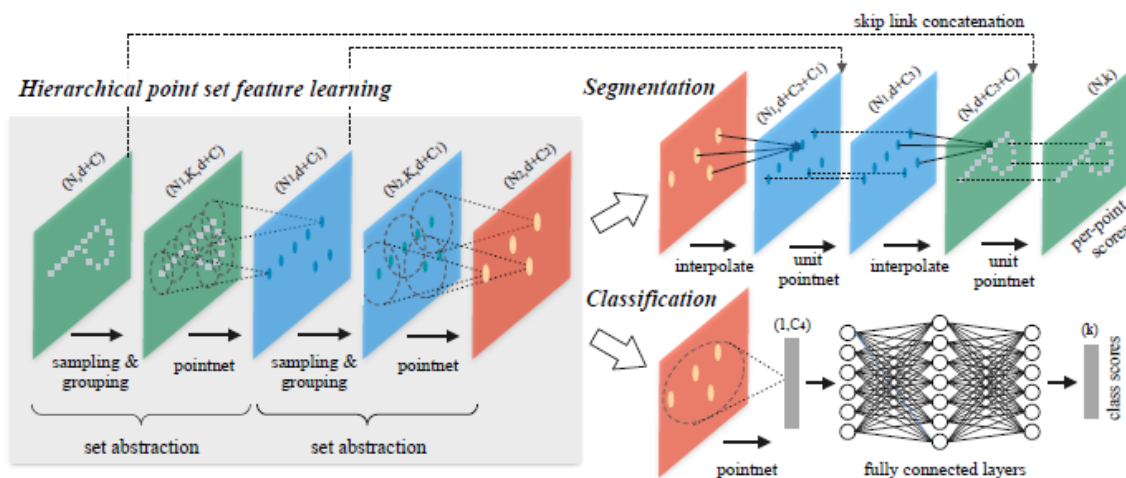 skip link concatenation
Hierarchical point set feature learning
(N,d+C)
(N1,K,d+C)
(N1,d+C1)
(N2,K,d+C1)
(N2,d+C2)
sampling &
grouping
pointnet
sampling &
grouping
pointnet
set abstraction
set abstraction
Segmentation
(N1,d+C2+C1)
(N1,d+C3)
(N,d+C3+C)
(N,k)
interpolate
unit
pointnet
interpolate
unit
pointnet
per-point
scores
Classification
(1,C4)
(k)
class scores
pointnet
fully connected layers